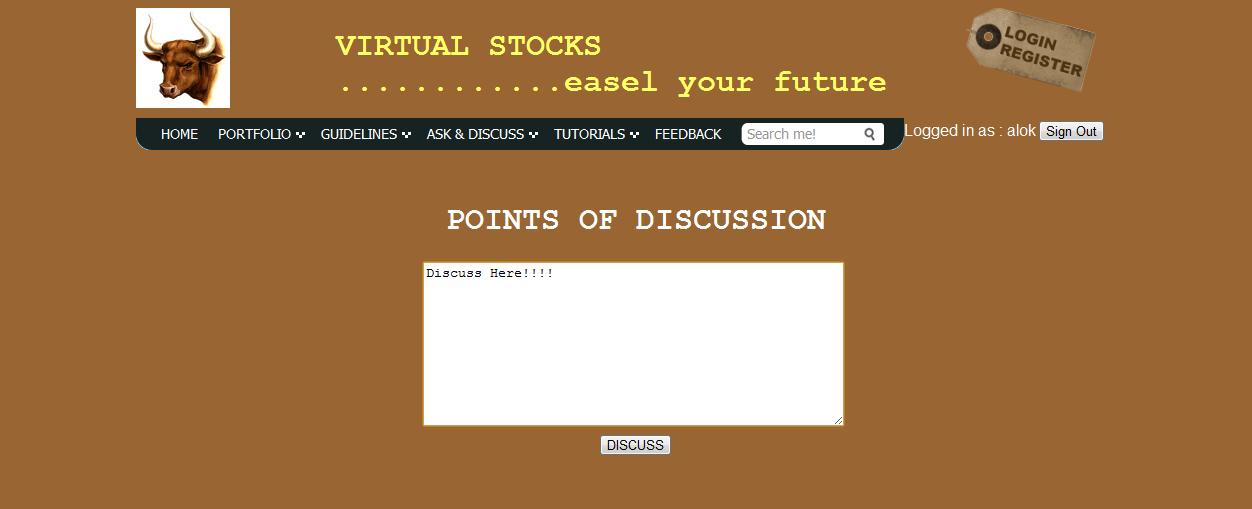 VIRTUAL STOCKS
............easel your future
LOGIN
REGISTER
HOME PORTFOLIO GUIDELINES ASK & DISCUSS TUTORIALS FEEDBACK Search me! Logged in as : alok Sign Out
POINTS OF DISCUSSION
Discuss Here!!!!
DISCUSS